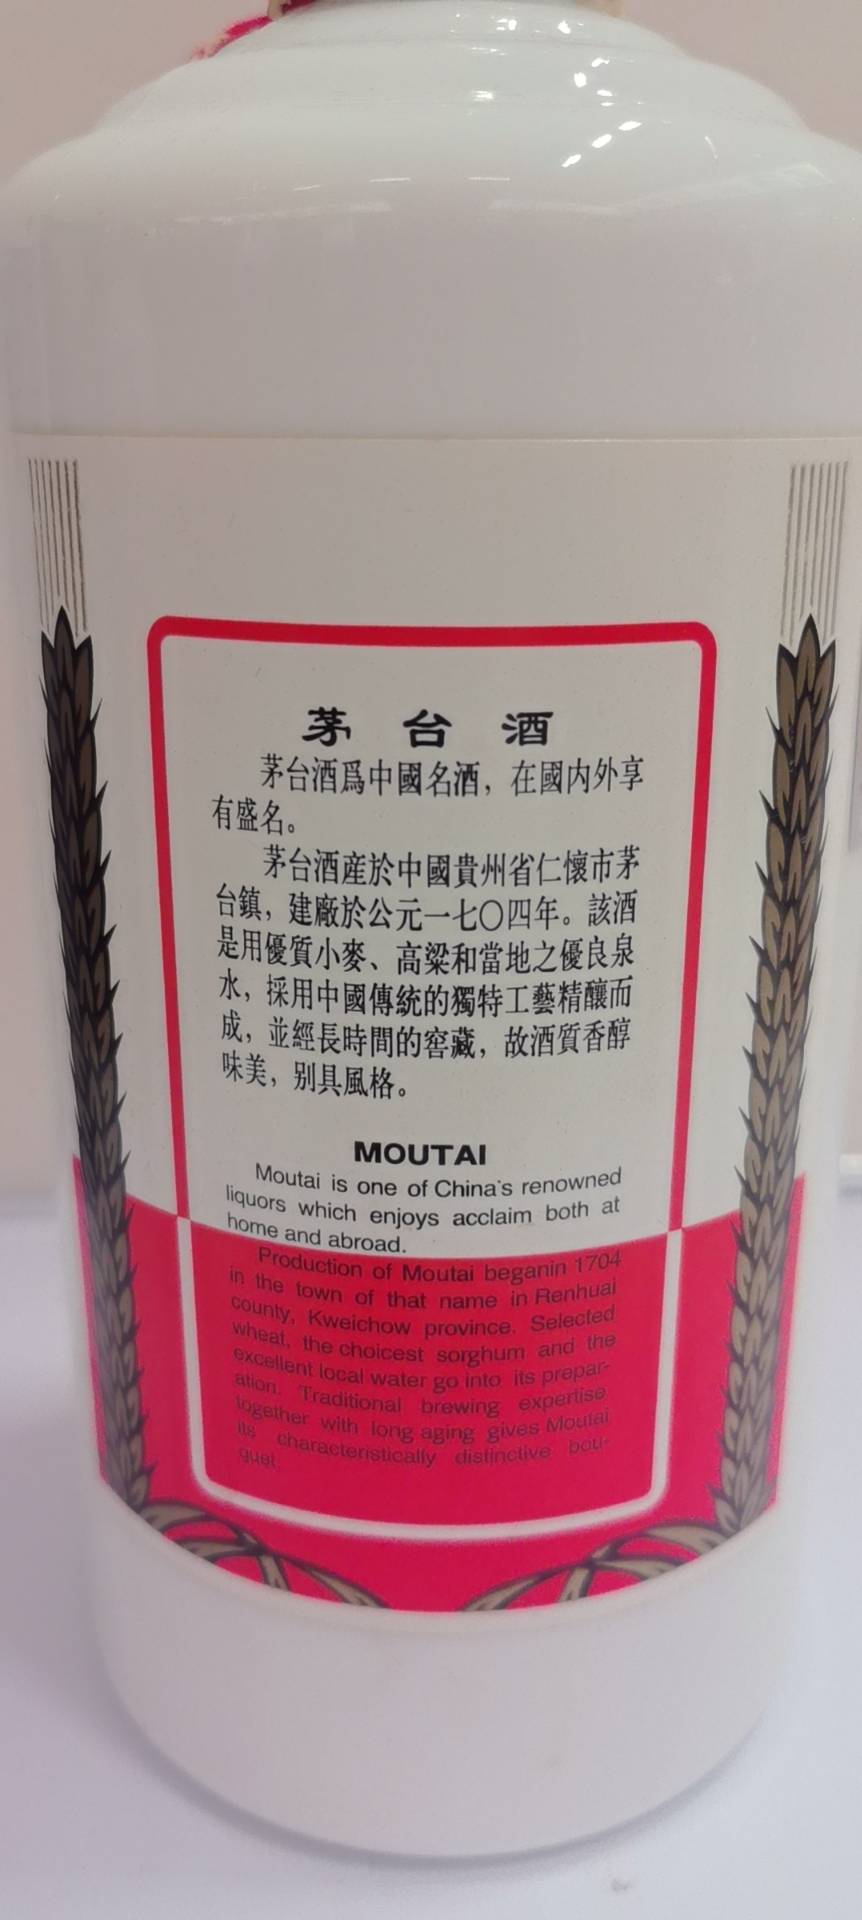 茅台酒
茅台酒爲中國名酒，在國内外享
有盛名。
茅台酒産於中國貴州省仁懷市茅
台鎮，建廠於公元一七〇四年。該酒
是用優質小麥、高粱和當地之優良泉
水，採用中國傳統的獨特工藝精釀而
成，並經長時間的窖藏，故酒質香醇
味美，别具風格。
MOUTAI
Moutai is one of China's renowned
liquors which enjoys acclaim both at
home and abroad.
Production of Moutai beganin 1704
in the town of that name in Renhuai
county, Kweichow province. Selected
wheat, the choicest sorghum and the
excellent local water go into its prepar-
ation. Traditional brewing expertise
together with long aging gives Moutai
its characteristically distinctive bou-
quet.